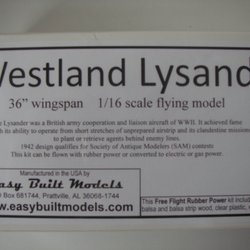 Westland Lysand
36" wingspan 1/16 scale flying model
e Lysander was a British army cooperation and liaison aircraft of WWII. It achieved fame
h its ability to operate from short stretches of unprepared airstrip and its clandestine missions
to plant or retrieve agents behind enemy lines.
1942 design qualifies for Society of Antique Modelers (SAM) contests
This kit can be flown with rubber power or converted to electric or gas power.
Manufactured in the USA by
Easy Built Models
O Box 681744, Prattville, AL 36068-1744
www.easybuiltmodels.com
This Free Flight Rubber Power kit includ
balsa and balsa strip wood, clear plastic,